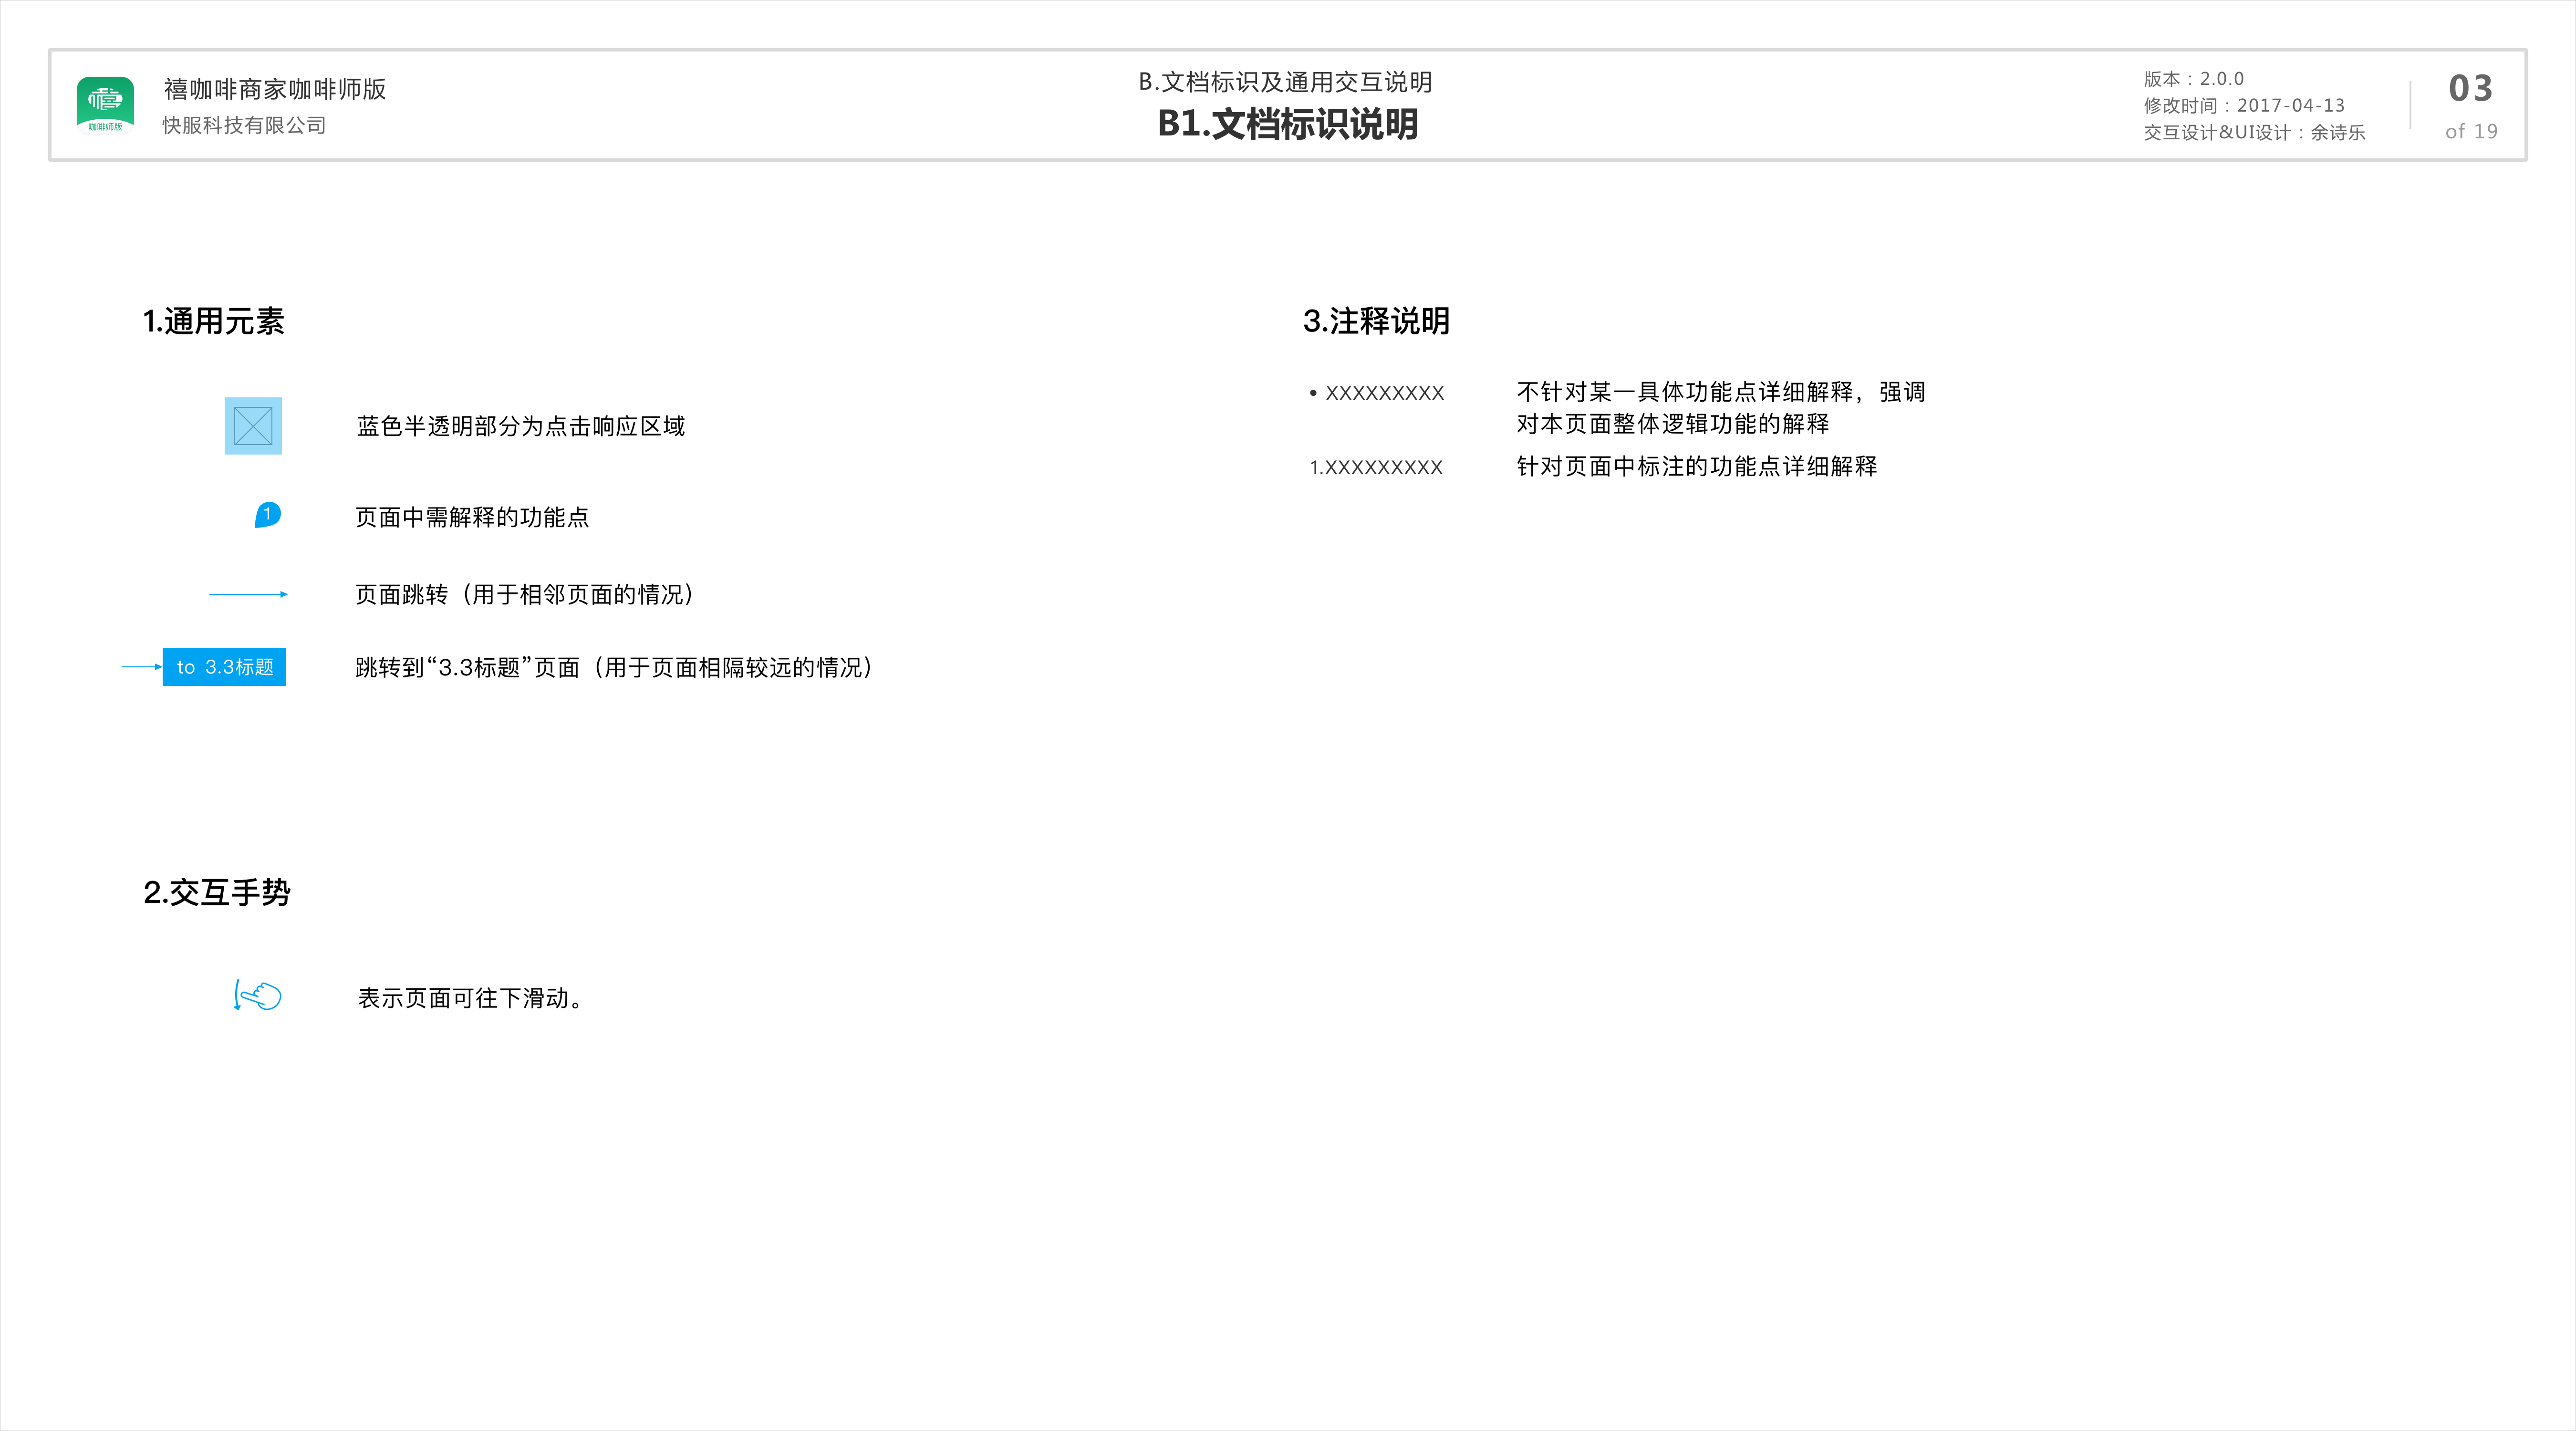 禧咖啡商家咖啡师版
快服科技有限公司
咖啡师版
B.文档标识及通用交互说明
B1.文档标识说明
版本：2.0.0
修改时间：2017-04-13
交互设计&UI设计：余诗乐
03
of 19
1.通用元素
蓝色半透明部分为点击响应区域
1
页面中需解释的功能点
页面跳转（用于相邻页面的情况）
to 3.3标题
跳转到“3.3标题”页面（用于页面相隔较远的情况）
2.交互手势
表示页面可往下滑动。
3.注释说明
• XXXXXXXXX
不针对某一具体功能点详细解释，强调
对本页面整体逻辑功能的解释
1.XXXXXXXXX
针对页面中标注的功能点详细解释